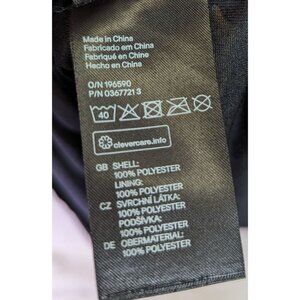 Made in China
Fabricado em China
Fabriqué en Chine
Hecho en China
O/N 196590
P/N 0367721 3
40
clevercare.info
GB SHELL:
100% POLYESTER
LINING:
100% POLYESTER
CZ SVRCHNÍ LÁTKA:
100% POLYESTER
PODŠÍVKA:
100% POLYESTER
DE OBERMATERIAL:
100% POLYESTER